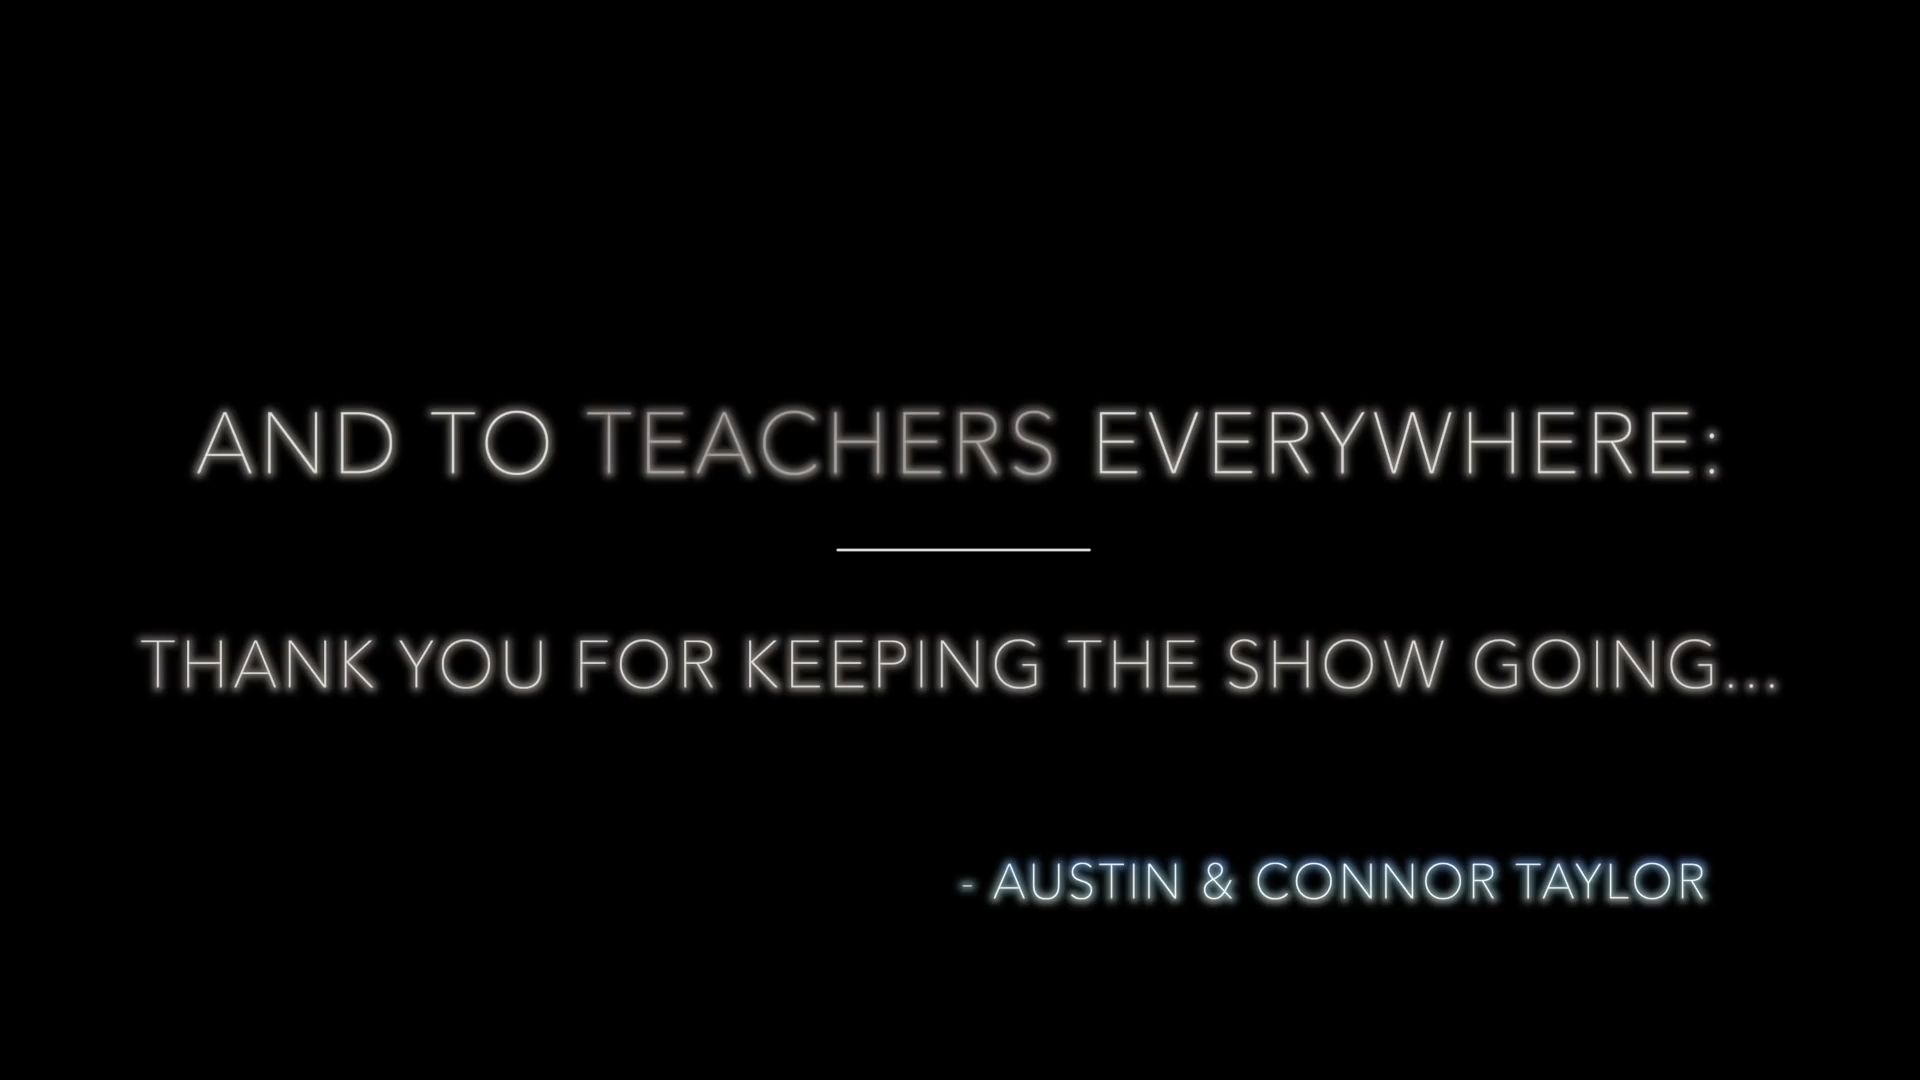 AND TO TEACHERS EVERYWHERE:
THANK YOU FOR KEEPING THE SHOW GOING...
- AUSTIN & CONNOR TAYLOR